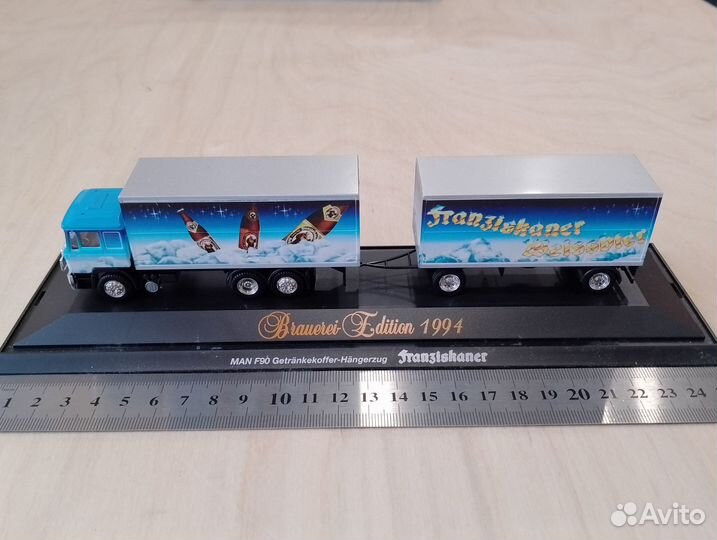 Franziskaner
Weissbier
Brauerei-Edition 1994
MAN F90 Getränkekoffer-Hängerzug Franziskaner
1 2 3 4 5 6 7 8 9 10 11 12 13 14 15 16 17 18 19 20 21 22 23 24
Avito